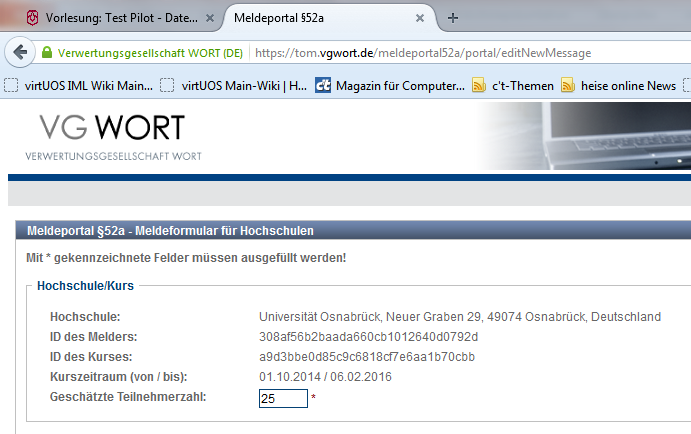 Vorlesung: Test Pilot - Date...
Meldeportal §52a
Verwertungsgesellschaft WORT (DE)
https://tom.vgwort.de/meldeportal52a/portal/editNewMessage
virtUOS IML Wiki Main...
virtUOS Main-Wiki | H...
c't Magazin für Computer...
c't-Themen
heise online News
VG WORT
VERWERTUNGSGESELLSCHAFT WORT
Meldeportal §52a - Meldeformular für Hochschulen
Mit * gekennzeichnete Felder müssen ausgefüllt werden!
Hochschule/Kurs
Hochschule: Universität Osnabrück, Neuer Graben 29, 49074 Osnabrück, Deutschland
ID des Melders: 308af56b2baada660cb1012640d0792d
ID des Kurses: a9d3bbe0d85c9c6818cf7e6aa1b70cbb
Kurszeitraum (von / bis): 01.10.2014 / 06.02.2016
Geschätzte Teilnehmerzahl: 25 *